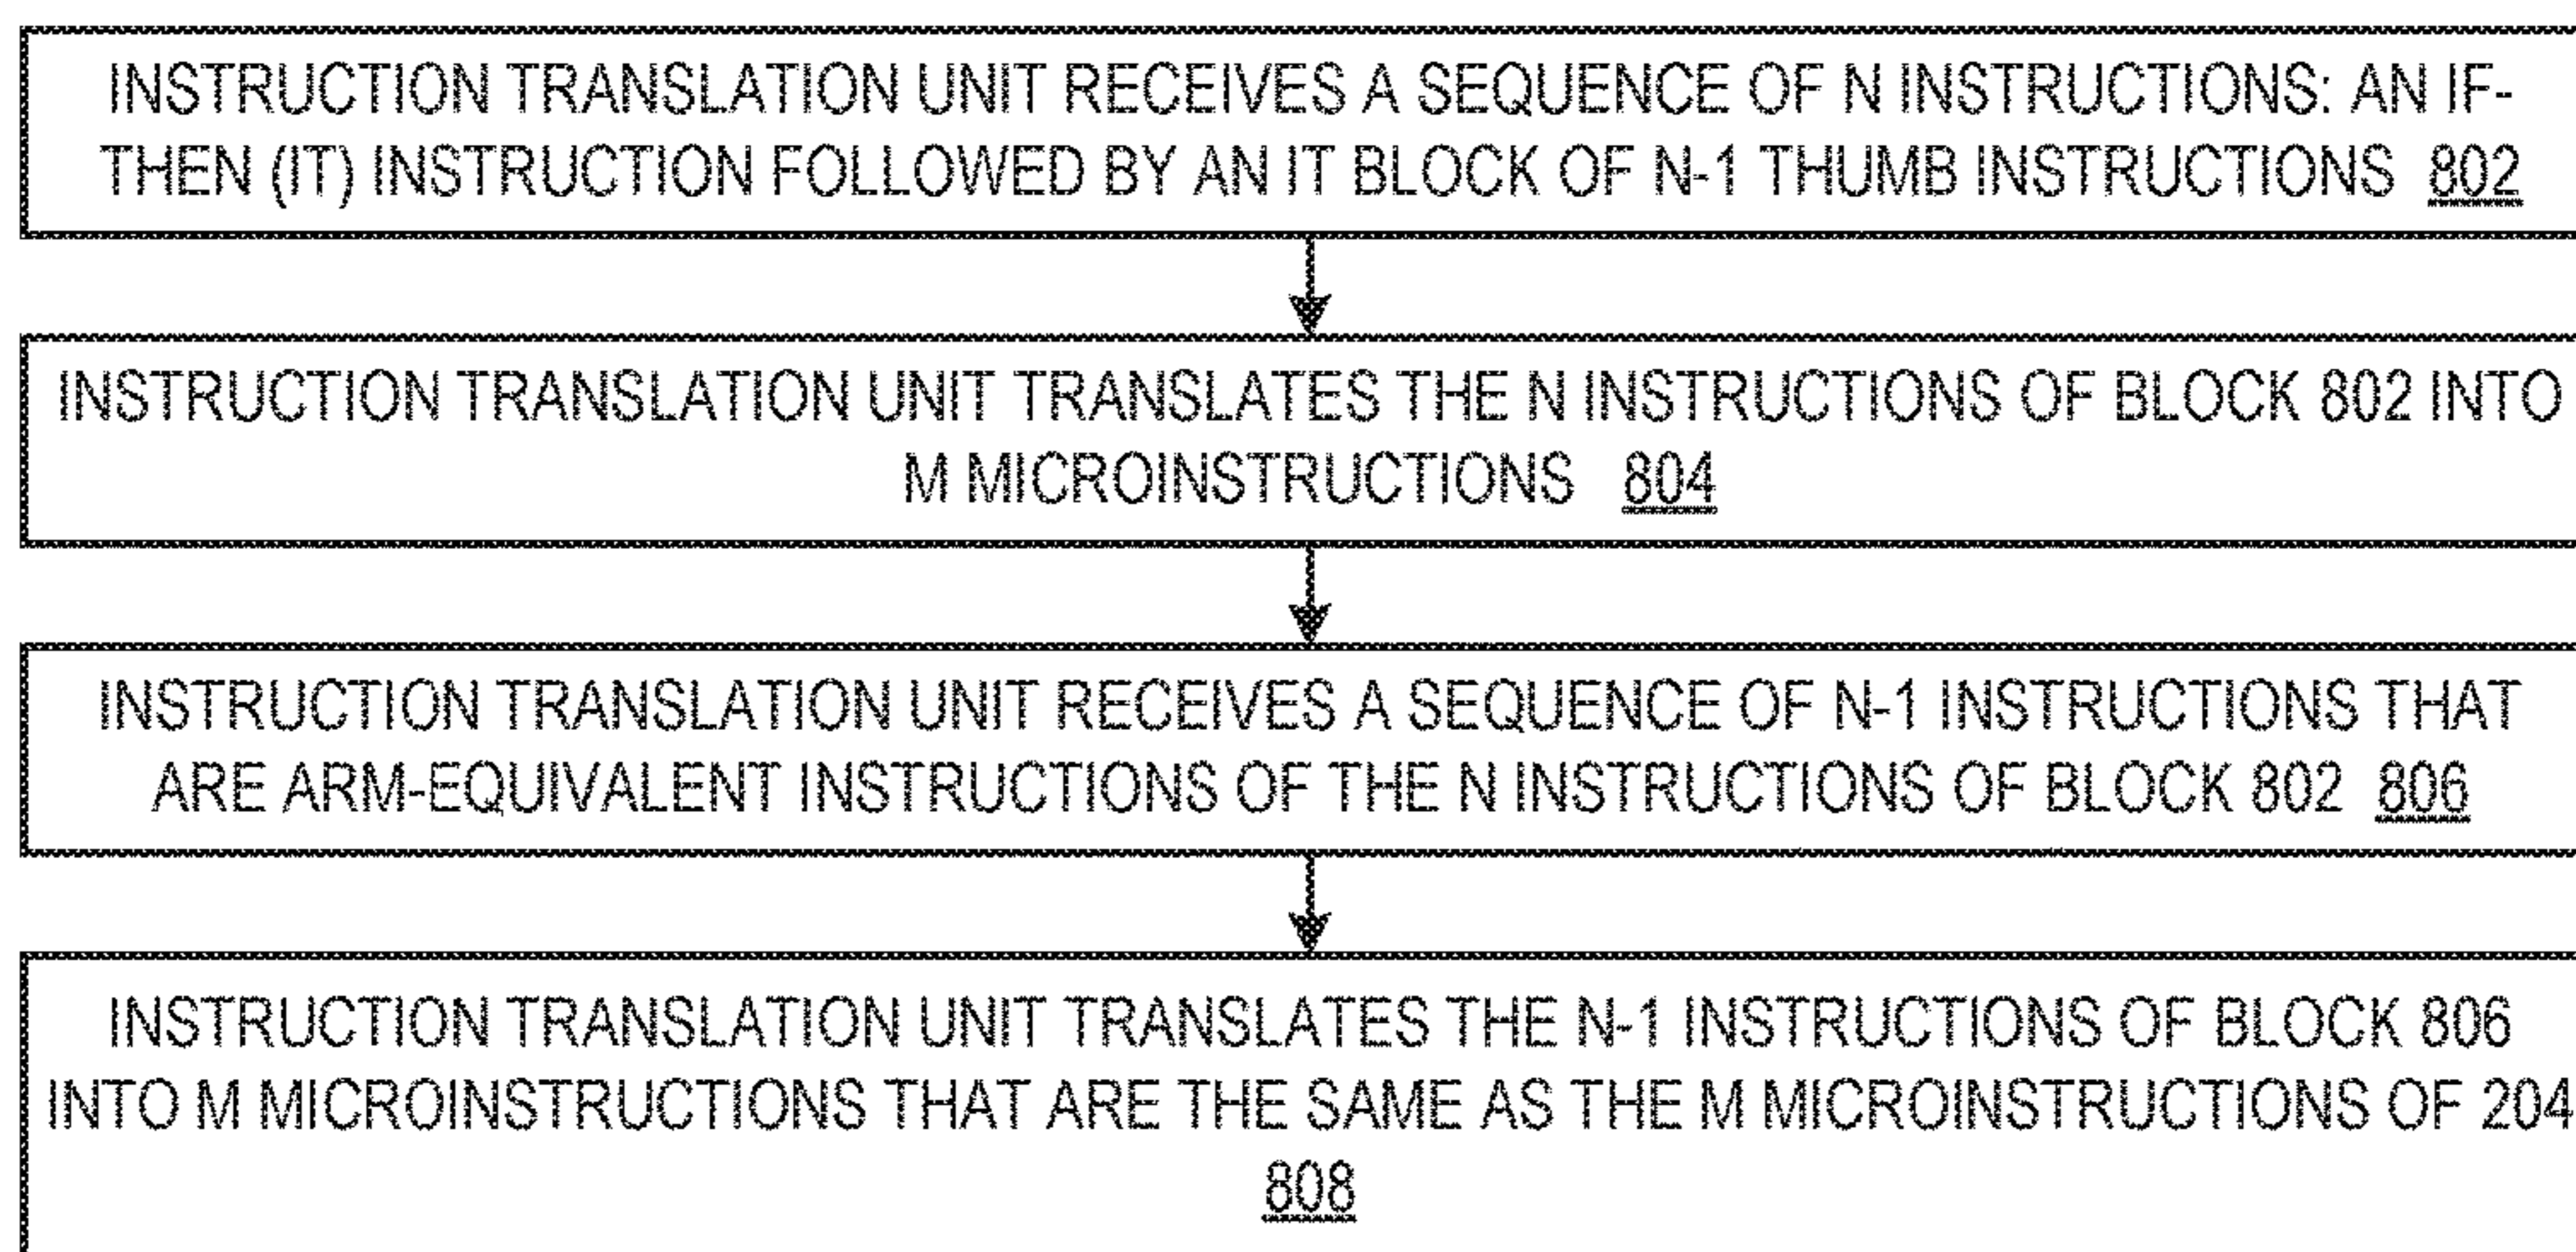 INSTRUCTION TRANSLATION UNIT RECEIVES A SEQUENCE OF N INSTRUCTIONS: AN IF-
THEN (IT) INSTRUCTION FOLLOWED BY AN IT BLOCK OF N-1 THUMB INSTRUCTIONS 802
INSTRUCTION TRANSLATION UNIT TRANSLATES THE N INSTRUCTIONS OF BLOCK 802 INTO
M MICROINSTRUCTIONS 804
INSTRUCTION TRANSLATION UNIT RECEIVES A SEQUENCE OF N-1 INSTRUCTIONS THAT
ARE ARM-EQUIVALENT INSTRUCTIONS OF THE N INSTRUCTIONS OF BLOCK 802 806
INSTRUCTION TRANSLATION UNIT TRANSLATES THE N-1 INSTRUCTIONS OF BLOCK 806
INTO M MICROINSTRUCTIONS THAT ARE THE SAME AS THE M MICROINSTRUCTIONS OF 204
808